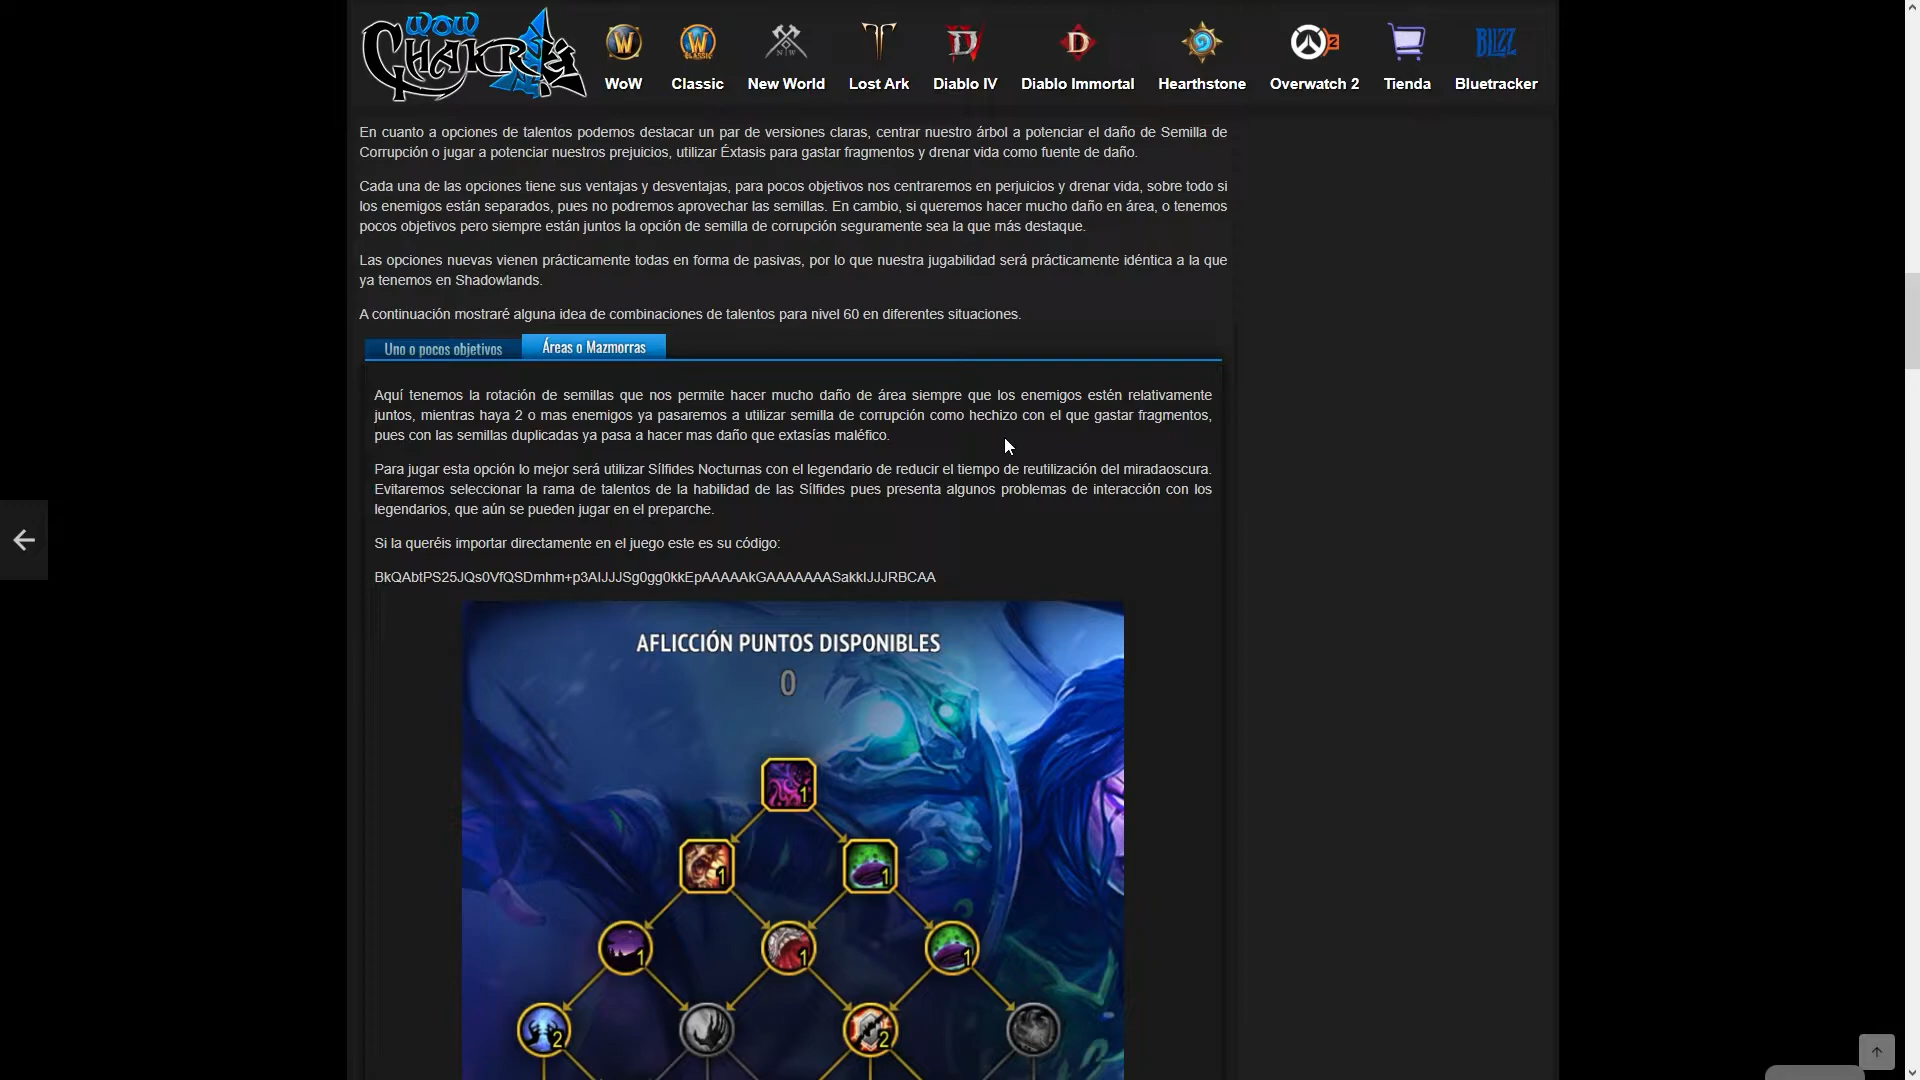 WOW
CHAKRAS
WoW
Classic
New World
Lost Ark
Diablo IV
Diablo Immortal
Hearthstone
Overwatch 2
Tienda
Bluetracker
En cuanto a opciones de talentos podemos destacar un par de versiones claras, centrar nuestro árbol a potenciar el daño de Semilla de
Corrupción o jugar a potenciar nuestros prejuicios, utilizar Éxtasis para gastar fragmentos y drenar vida como fuente de daño.
Cada una de las opciones tiene sus ventajas y desventajas, para pocos objetivos nos centraremos en perjuicios y drenar vida, sobre todo si
los enemigos están separados, pues no podremos aprovechar las semillas. En cambio, si queremos hacer mucho daño en área, o tenemos
pocos objetivos pero siempre están juntos la opción de semilla de corrupción seguramente sea la que más destaque.
Las opciones nuevas vienen prácticamente todas en forma de pasivas, por lo que nuestra jugabilidad será prácticamente idéntica a la que
ya tenemos en Shadowlands.
A continuación mostraré alguna idea de combinaciones de talentos para nivel 60 en diferentes situaciones.
Uno o pocos objetivos
Áreas o Mazmorras
Aquí tenemos la rotación de semillas que nos permite hacer mucho daño de área siempre que los enemigos estén relativamente
juntos, mientras haya 2 o mas enemigos ya pasaremos a utilizar semilla de corrupción como hechizo con el que gastar fragmentos,
pues con las semillas duplicadas ya pasa a hacer mas daño que extasías maléfico.
Para jugar esta opción lo mejor será utilizar Sílfides Nocturnas con el legendario de reducir el tiempo de reutilización del miradaoscura.
Evitaremos seleccionar la rama de talentos de la habilidad de las Sílfides pues presenta algunos problemas de interacción con los
legendarios, que aún se pueden jugar en el preparche.
Si la queréis importar directamente en el juego este es su código:
BkQAbtPS25JQs0VfQSDmhm+p3AIJJJSg0gg0kkEpAAAAAkGAAAAAAASakkIJJJRBCAA
AFLICCIÓN PUNTOS DISPONIBLES
0
1
1
1
1
1
1
2
2